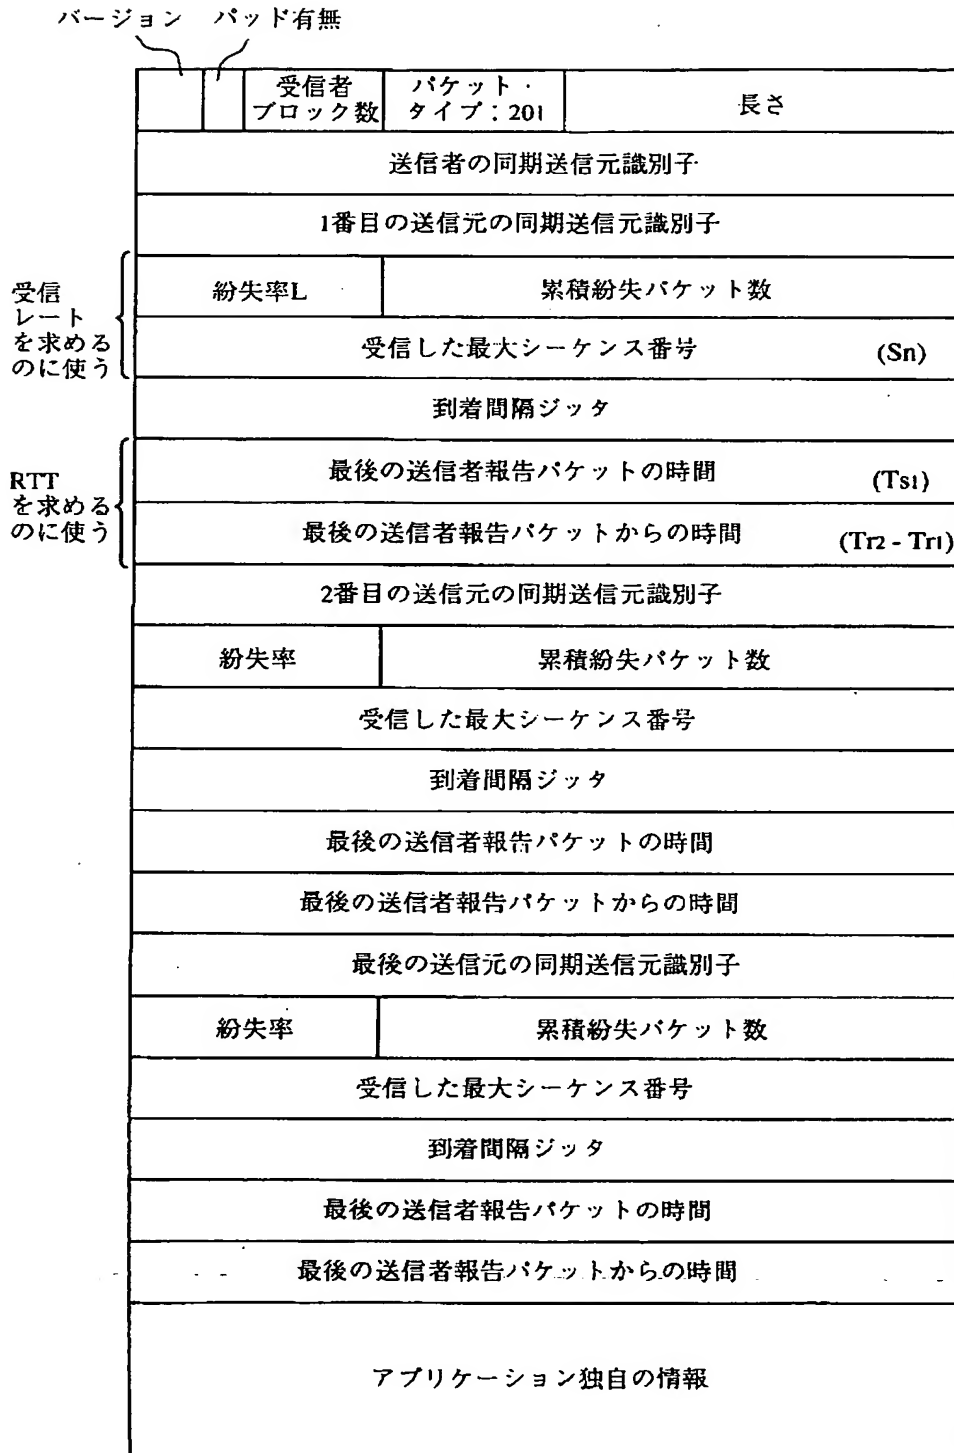 バージョン パッド有無
受信者
ブロック数
パケット・
タイプ：201
長さ
送信者の同期送信元識別子
1番目の送信元の同期送信元識別子
受信
レート
を求める
のに使う
紛失率L
累積紛失パケット数
受信した最大シーケンス番号 (Sn)
到着間隔ジッタ
RTT
を求める
のに使う
最後の送信者報告パケットの時間 (Ts1)
最後の送信者報告パケットからの時間 (Tr2 - Tr1)
2番目の送信元の同期送信元識別子
紛失率 累積紛失パケット数
受信した最大シーケンス番号
到着間隔ジッタ
最後の送信者報告パケットの時間
最後の送信者報告パケットからの時間
最後の送信元の同期送信元識別子
紛失率 累積紛失パケット数
受信した最大シーケンス番号
到着間隔ジッタ
最後の送信者報告パケットの時間
最後の送信者報告パケットからの時間
アプリケーション独自の情報